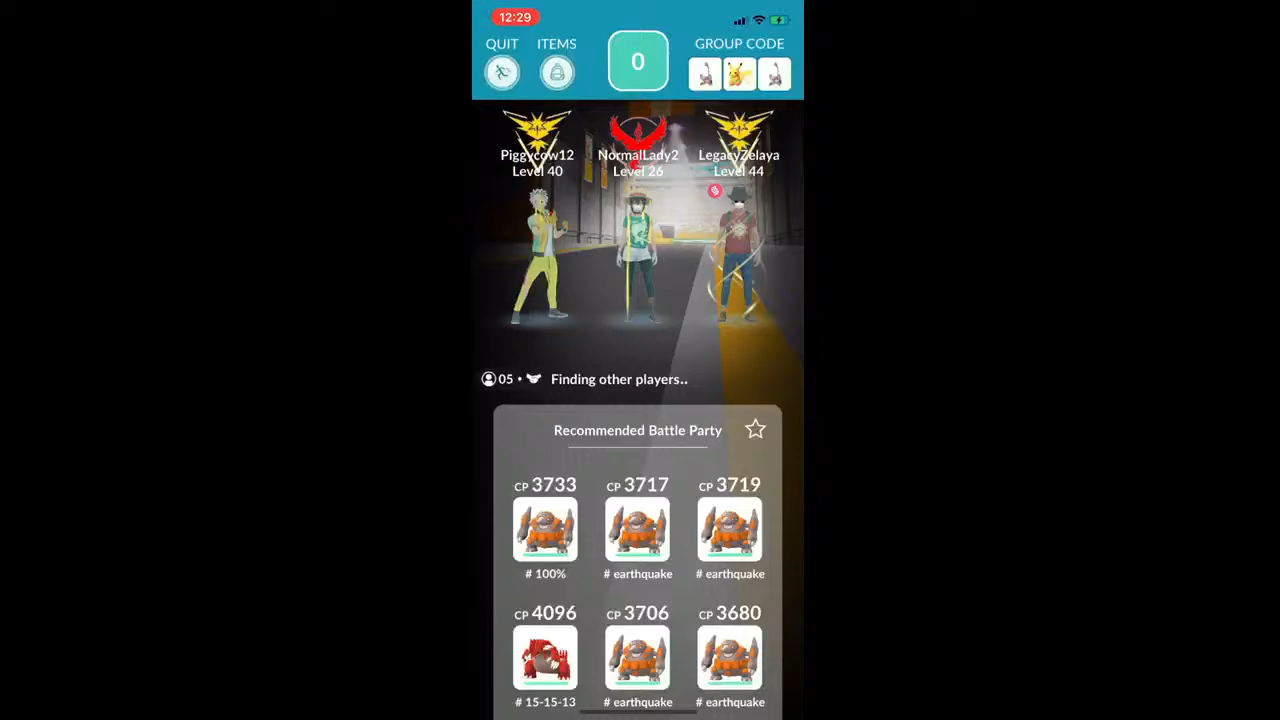 12:29
QUIT ITEMS 0 GROUP CODE
Piggycow12 NormalLady2 LegacyZelaya
Level 40 Level 26 Level 44
05 • Finding other players..
Recommended Battle Party
CP 3733 CP 3717 CP 3719
# 100% # earthquake # earthquake
CP 4096 CP 3706 CP 3680
# 15-15-13 # earthquake # earthquake